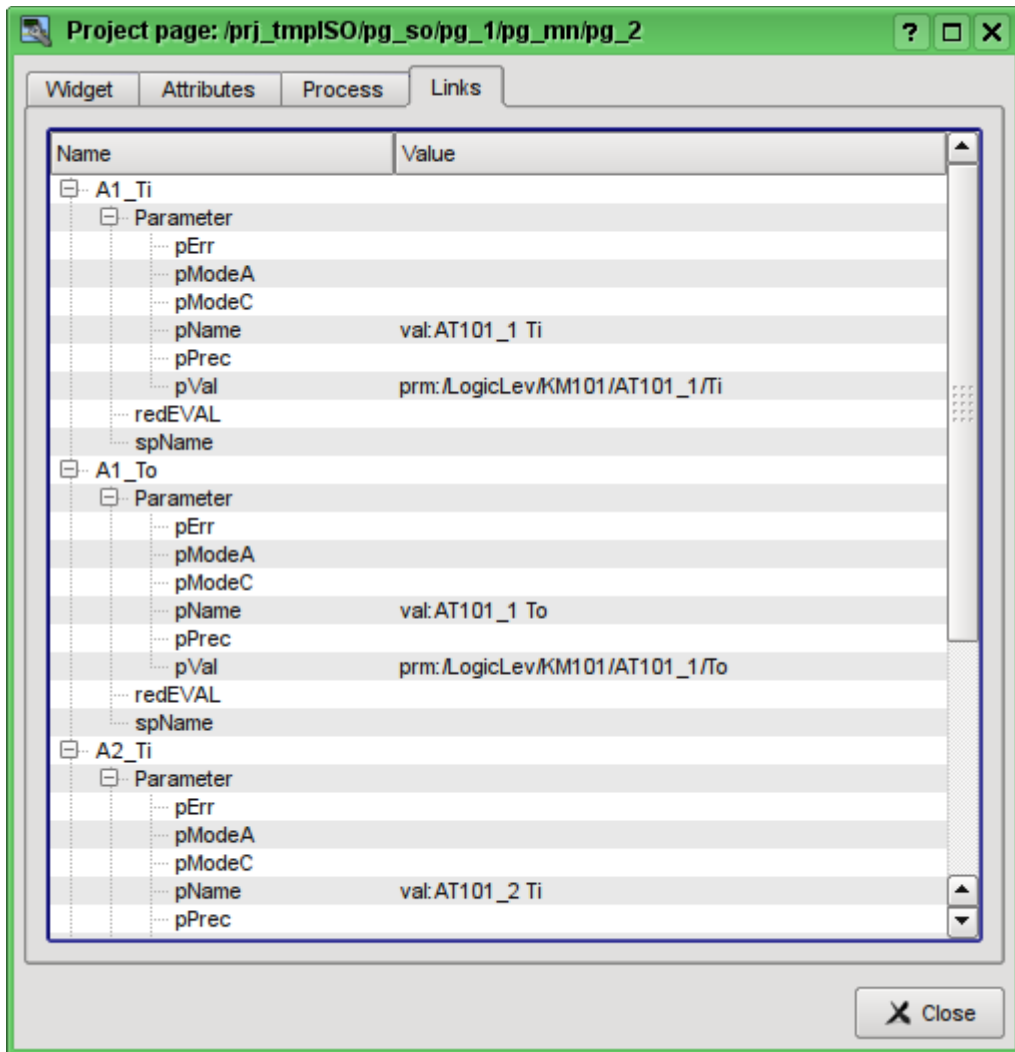 Project page: /prj_tmplSO/pg_so/pg_1/pg_mn/pg_2
Widget Attributes Process Links
Name Value
A1_Ti
Parameter
pErr
pModeA
pModeC
pName val:AT101_1 Ti
pPrec
pVal prm:/LogicLev/KM101/AT101_1/Ti
redEVAL
spName
A1_To
Parameter
pErr
pModeA
pModeC
pName val:AT101_1 To
pPrec
pVal prm:/LogicLev/KM101/AT101_1/To
redEVAL
spName
A2_Ti
Parameter
pErr
pModeA
pModeC
pName val:AT101_2 Ti
pPrec
Close